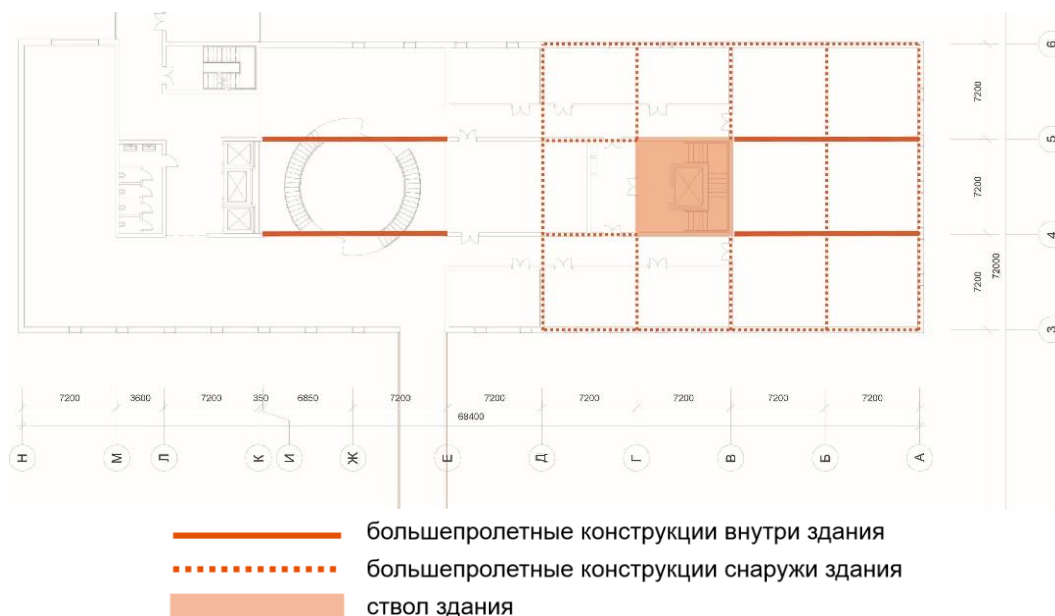 6
7200
5
7200
4
72000
7200
3
7200
3600
7200
350
6850
7200
7200
7200
7200
7200
7200
68400
Н
М
Л
К
И
Ж
Е
Д
Г
В
Б
А
большепролетные конструкции внутри здания
большепролетные конструкции снаружи здания
ствол здания